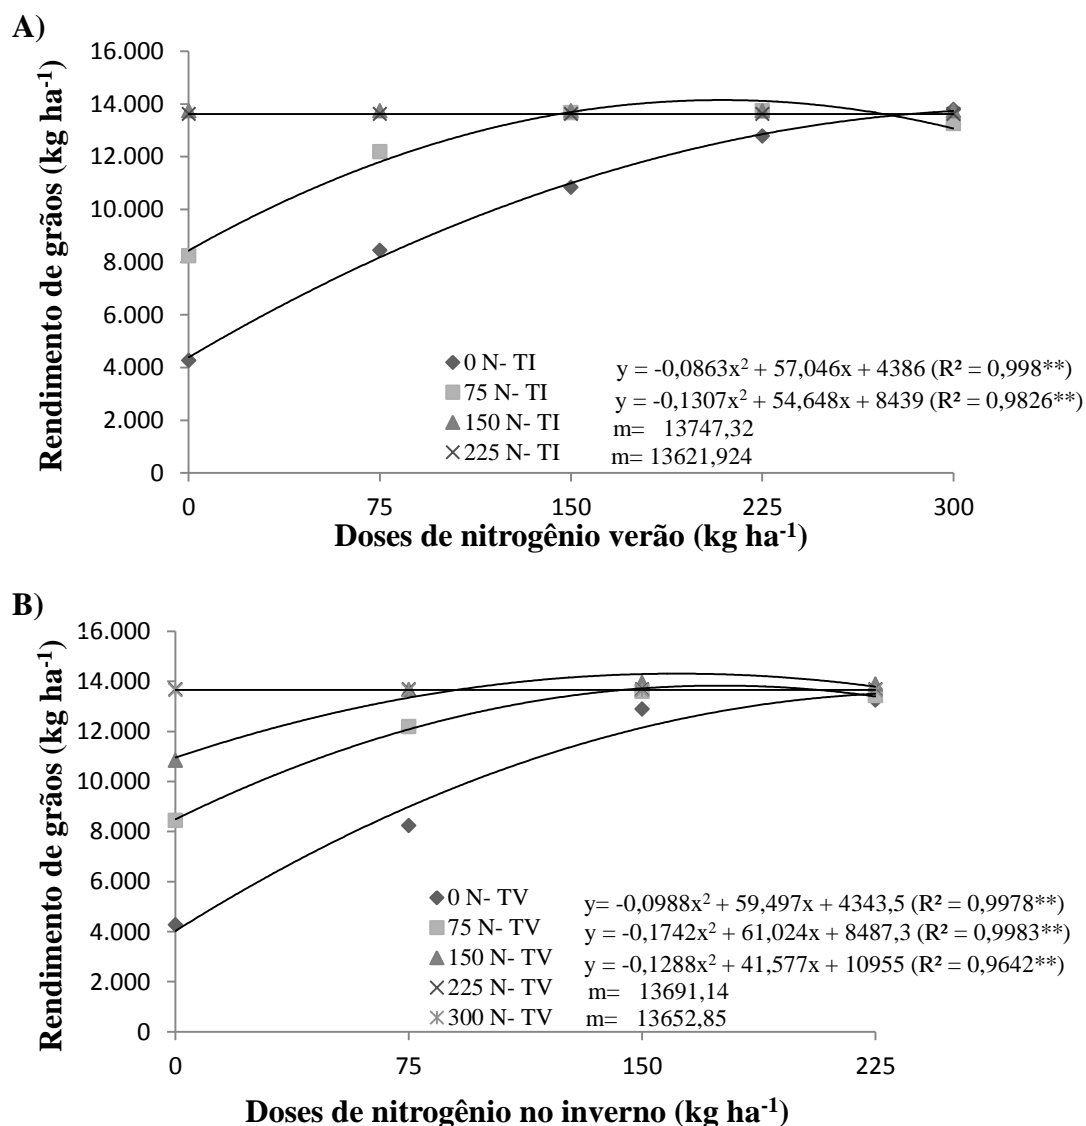 A)
Rendimento de grãos (kg ha⁻¹)
16.000
14.000
12.000
10.000
8.000
6.000
4.000
2.000
0
0 N- TI y = -0,0863x² + 57,046x + 4386 (R² = 0,998**)
75 N- TI y = -0,1307x² + 54,648x + 8439 (R² = 0,9826**)
150 N- TI m= 13747,32
225 N- TI m= 13621,924
0 75 150 225 300
Doses de nitrogênio verão (kg ha⁻¹)
B)
Rendimento de grãos (kg ha⁻¹)
16.000
14.000
12.000
10.000
8.000
6.000
4.000
2.000
0
0 N- TV y= -0,0988x² + 59,497x + 4343,5 (R² = 0,9978**)
75 N- TV y = -0,1742x² + 61,024x + 8487,3 (R² = 0,9983**)
150 N- TV y = -0,1288x² + 41,577x + 10955 (R² = 0,9642**)
225 N- TV m= 13691,14
300 N- TV m= 13652,85
0 75 150 225
Doses de nitrogênio no inverno (kg ha⁻¹)